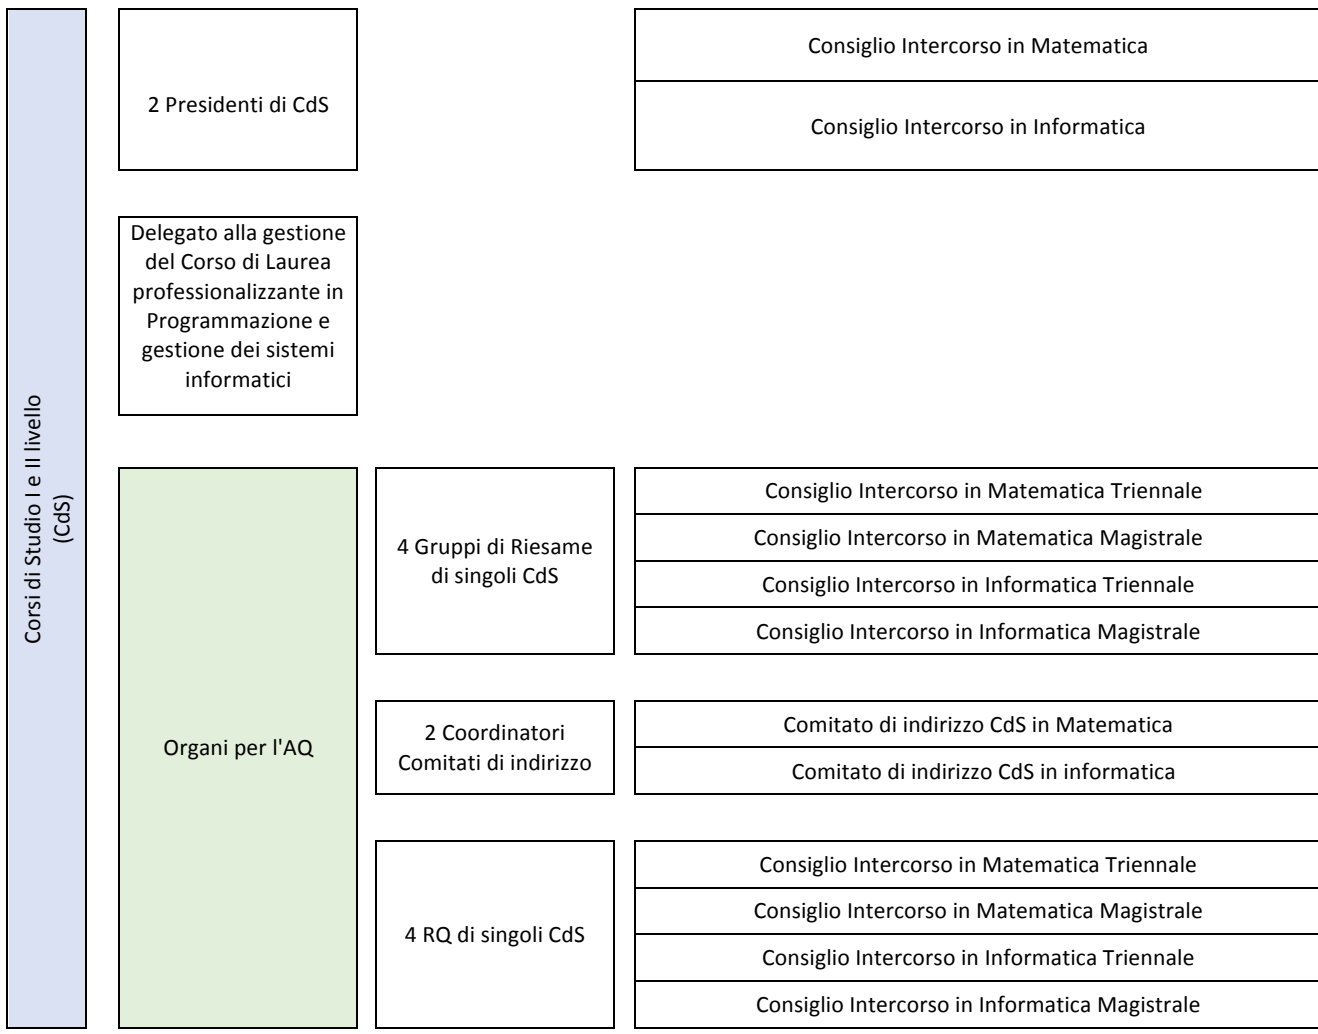 Corsi di Studio I e II livello
(CdS)
2 Presidenti di CdS
Consiglio Intercorso in Matematica
Consiglio Intercorso in Informatica
Delegato alla gestione
del Corso di Laurea
professionalizzante in
Programmazione e
gestione dei sistemi
informatici
Organi per l'AQ
4 Gruppi di Riesame
di singoli CdS
Consiglio Intercorso in Matematica Triennale
Consiglio Intercorso in Matematica Magistrale
Consiglio Intercorso in Informatica Triennale
Consiglio Intercorso in Informatica Magistrale
2 Coordinatori
Comitati di indirizzo
Comitato di indirizzo CdS in Matematica
Comitato di indirizzo CdS in informatica
4 RQ di singoli CdS
Consiglio Intercorso in Matematica Triennale
Consiglio Intercorso in Matematica Magistrale
Consiglio Intercorso in Informatica Triennale
Consiglio Intercorso in Informatica Magistrale